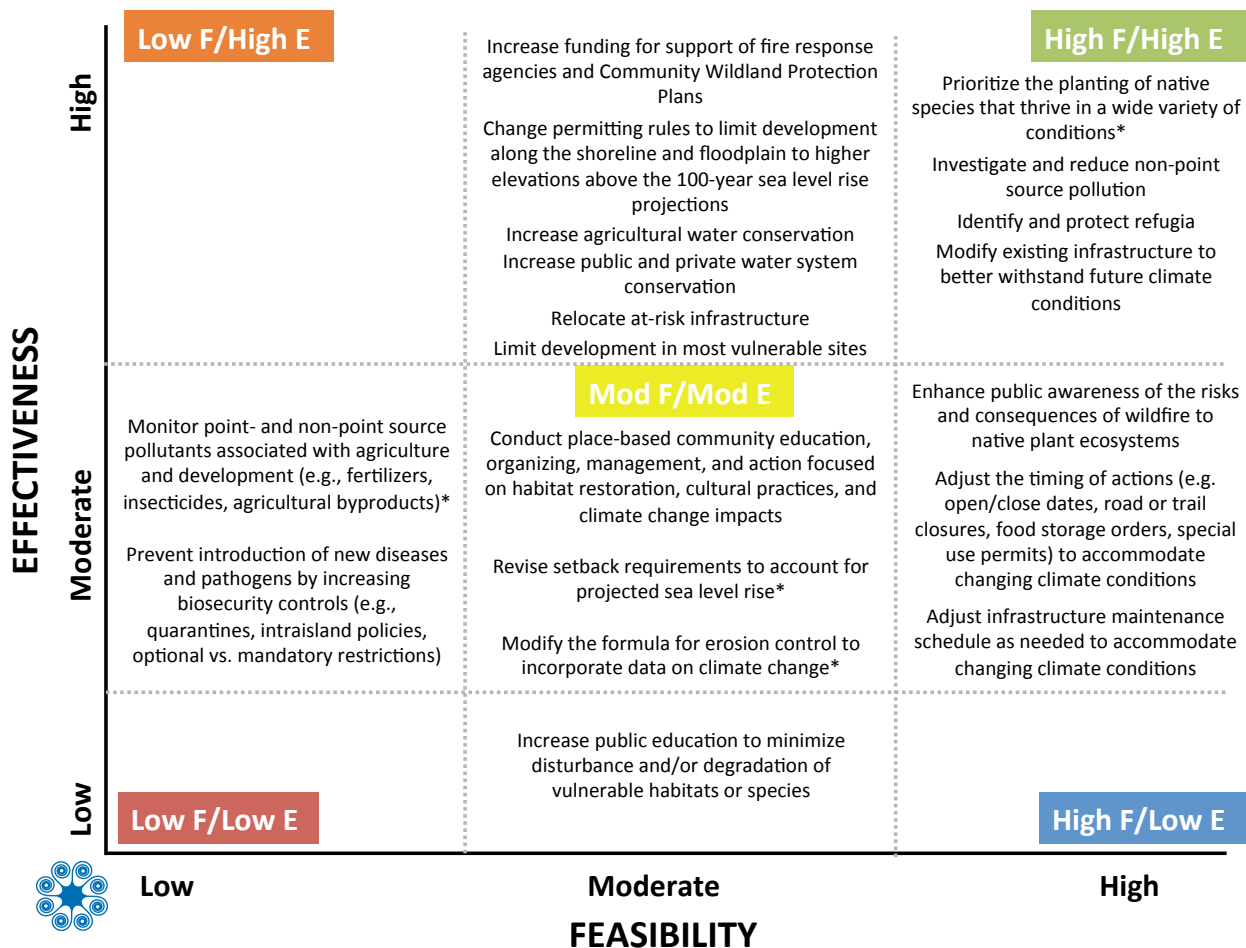 Low F/High E
Increase funding for support of fire response
agencies and Community Wildland Protection
Plans
Change permitting rules to limit development
along the shoreline and floodplain to higher
elevations above the 100-year sea level rise
projections
Increase agricultural water conservation
Increase public and private water system
conservation
Relocate at-risk infrastructure
Limit development in most vulnerable sites
High F/High E
Prioritize the planting of native
species that thrive in a wide variety of
conditions*
Investigate and reduce non-point
source pollution
Identify and protect refugia
Modify existing infrastructure to
better withstand future climate
conditions
High
EFFECTIVENESS
Moderate
Monitor point- and non-point source
pollutants associated with agriculture
and development (e.g., fertilizers,
insecticides, agricultural byproducts)*
Prevent introduction of new diseases
and pathogens by increasing
biosecurity controls (e.g.,
quarantines, intraisland policies,
optional vs. mandatory restrictions)
Mod F/Mod E
Conduct place-based community education,
organizing, management, and action focused
on habitat restoration, cultural practices, and
climate change impacts
Revise setback requirements to account for
projected sea level rise*
Modify the formula for erosion control to
incorporate data on climate change*
Enhance public awareness of the risks
and consequences of wildfire to
native plant ecosystems
Adjust the timing of actions (e.g.
open/close dates, road or trail
closures, food storage orders, special
use permits) to accommodate
changing climate conditions
Adjust infrastructure maintenance
schedule as needed to accommodate
changing climate conditions
Low
Low F/Low E
Increase public education to minimize
disturbance and/or degradation of
vulnerable habitats or species
High F/Low E
Low
Moderate
High
FEASIBILITY